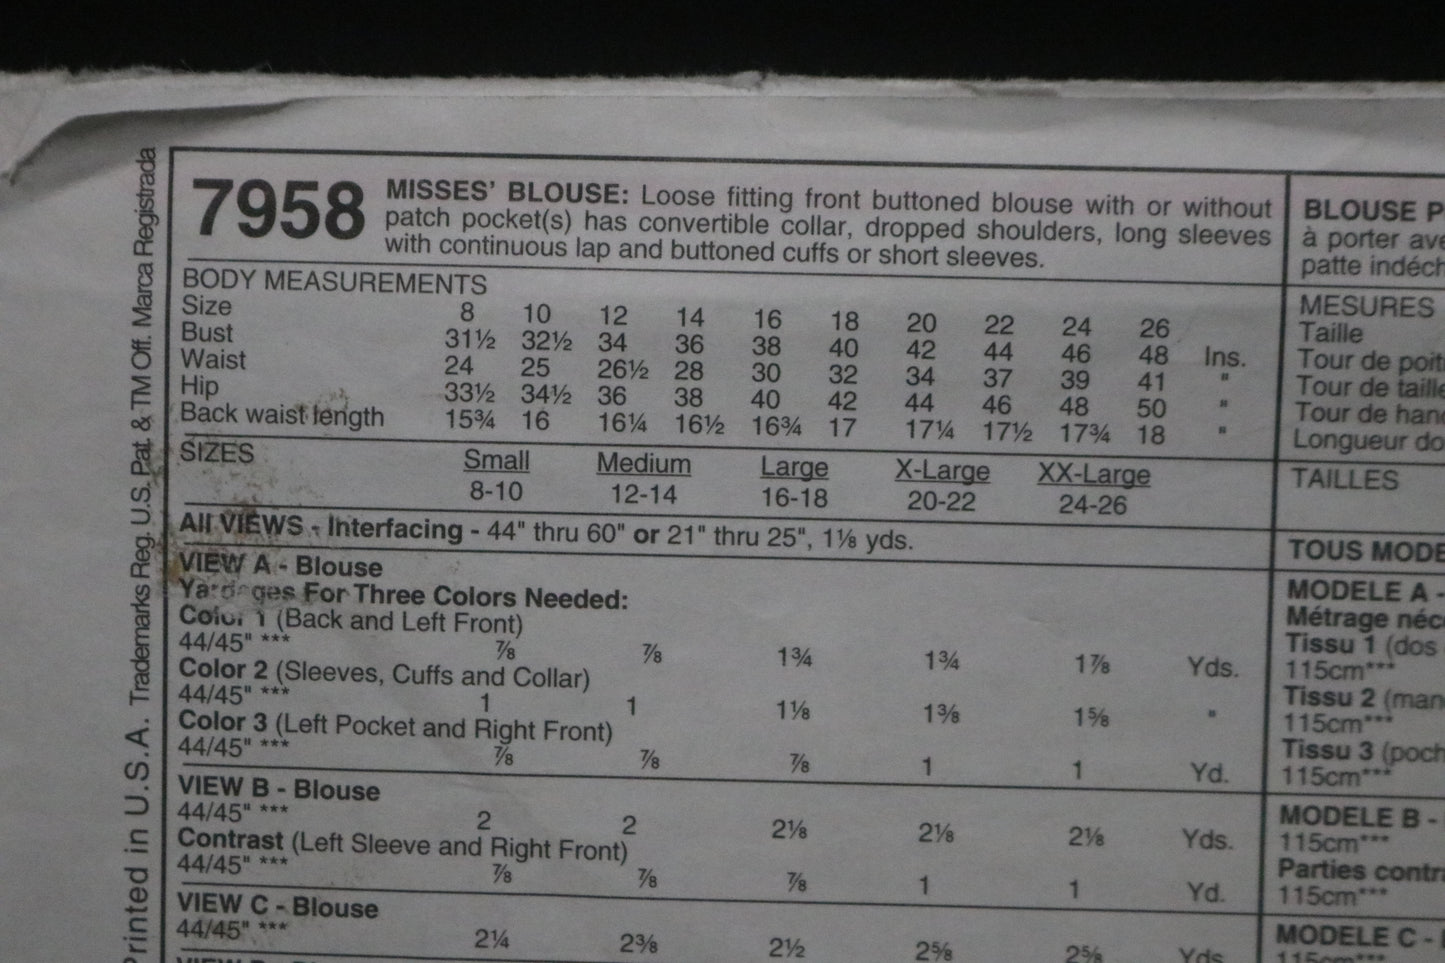 7958 MISSES' BLOUSE: Loose fitting front buttoned blouse with or without
patch pocket(s) has convertible collar, dropped shoulders, long sleeves
with continuous lap and buttoned cuffs or short sleeves.
BODY MEASUREMENTS
Size 8 10 12 14 16 18 20 22 24 26
Bust 31½ 32½ 34 36 38 40 42 44 46 48 Ins.
Waist 24 25 26½ 28 30 32 34 37 39 41 "
Hip 33½ 34½ 36 38 40 42 44 46 48 50 "
Back waist length 15¾ 16 16¼ 16½ 16¾ 17 17¼ 17½ 17¾ 18 "
SIZES Small Medium Large X-Large XX-Large
8-10 12-14 16-18 20-22 24-26
All VIEWS - Interfacing - 44" thru 60" or 21" thru 25", 1⅛ yds.
VIEW A - Blouse
Yardages For Three Colors Needed:
Color 1 (Back and Left Front)
44/45" *** ⅞ ⅞ 1¾ 1¾ 1⅞ Yds.
Color 2 (Sleeves, Cuffs and Collar)
44/45" *** 1 1 1⅛ 1⅜ 1⅝ "
Color 3 (Left Pocket and Right Front)
44/45" *** ⅞ ⅞ ⅞ 1 1 Yd.
VIEW B - Blouse
44/45" *** 2 2 2⅛ 2⅛ 2⅛ Yds.
Contrast (Left Sleeve and Right Front)
44/45" *** ⅞ ⅞ ⅞ 1 1 Yd.
VIEW C - Blouse
44/45" *** 2¼ 2⅜ 2½ 2⅝ 2⅝ Yds
BLOUSE P
à porter ave
patte indéch
MESURES
Taille
Tour de poit
Tour de taille
Tour de han
Longueur do
TAILLES
TOUS MODE
MODELE A -
Métrage néc
Tissu 1 (dos
115cm***
Tissu 2 (man
115cm***
Tissu 3 (poch
115cm***
MODELE B -
115cm***
Parties contra
115cm***
MODELE C -
115cm***
Printed in U.S.A. Trademarks Reg. U.S. Pat. & TM Off. Marca Registrada